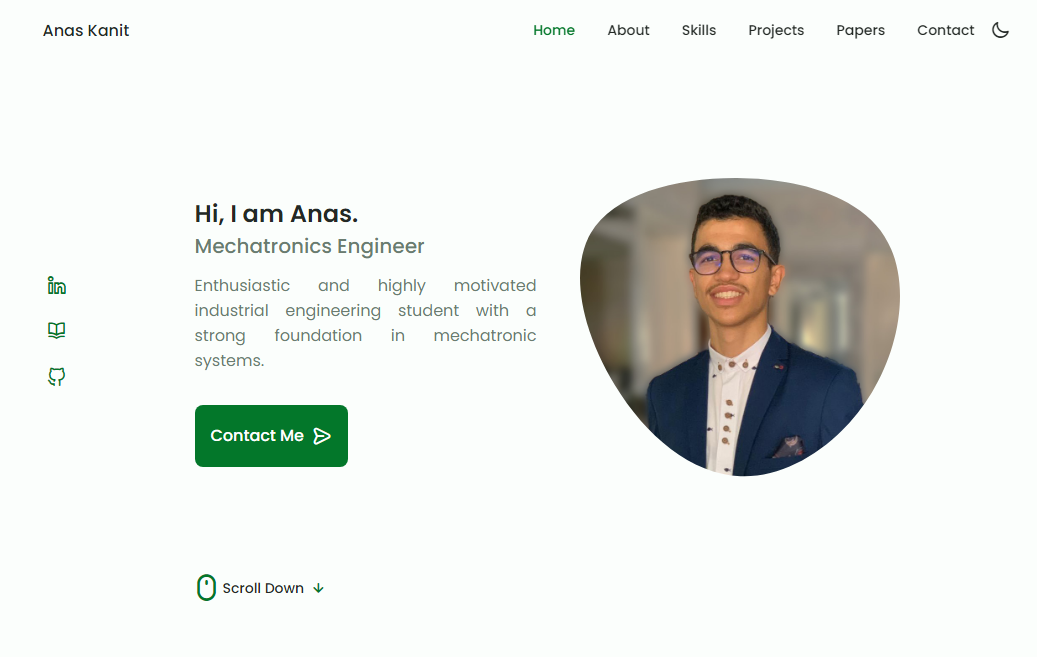 Anas Kanit
Home About Skills Projects Papers Contact
Hi, I am Anas.
Mechatronics Engineer
Enthusiastic and highly motivated
industrial engineering student with a
strong foundation in mechatronic
systems.
Contact Me
Scroll Down